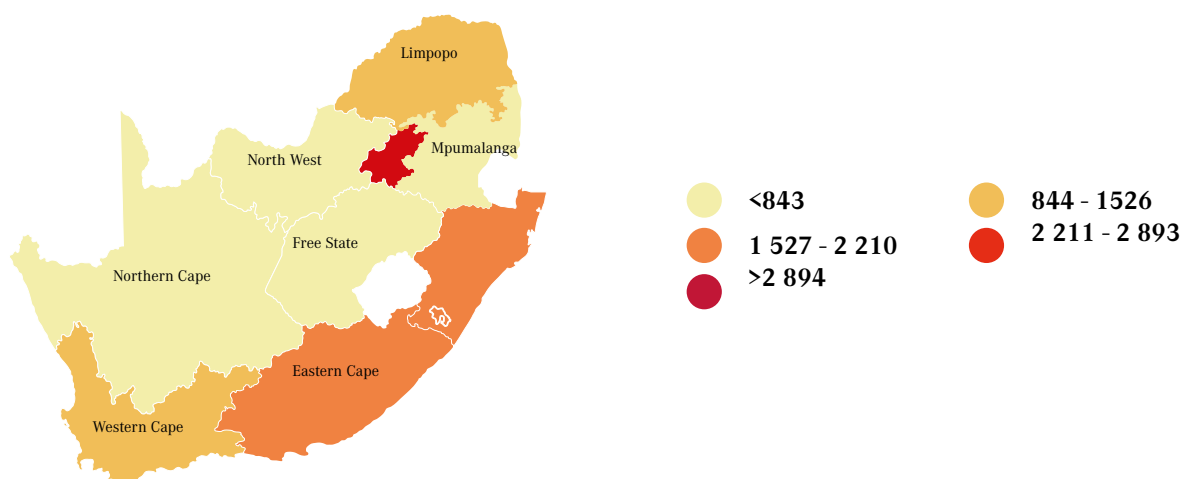 Limpopo
North West
Mpumalanga
Free State
Northern Cape
Eastern Cape
Western Cape
<843
1 527 - 2 210
>2 894
844 - 1526
2 211 - 2 893